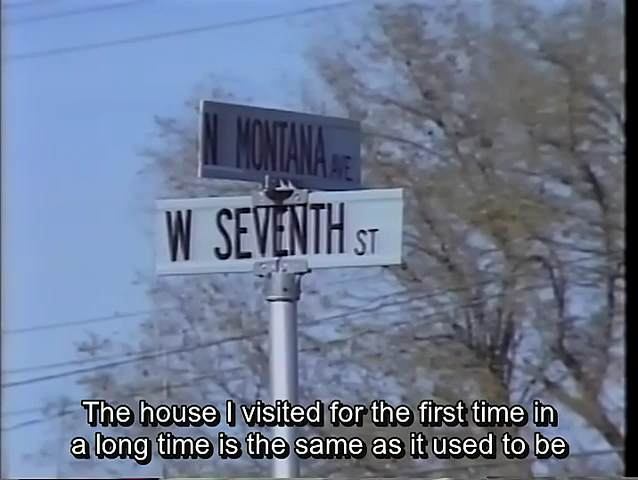 N MONTANA AVE
W SEVENTH ST
The house I visited for the first time in
a long time is the same as it used to be